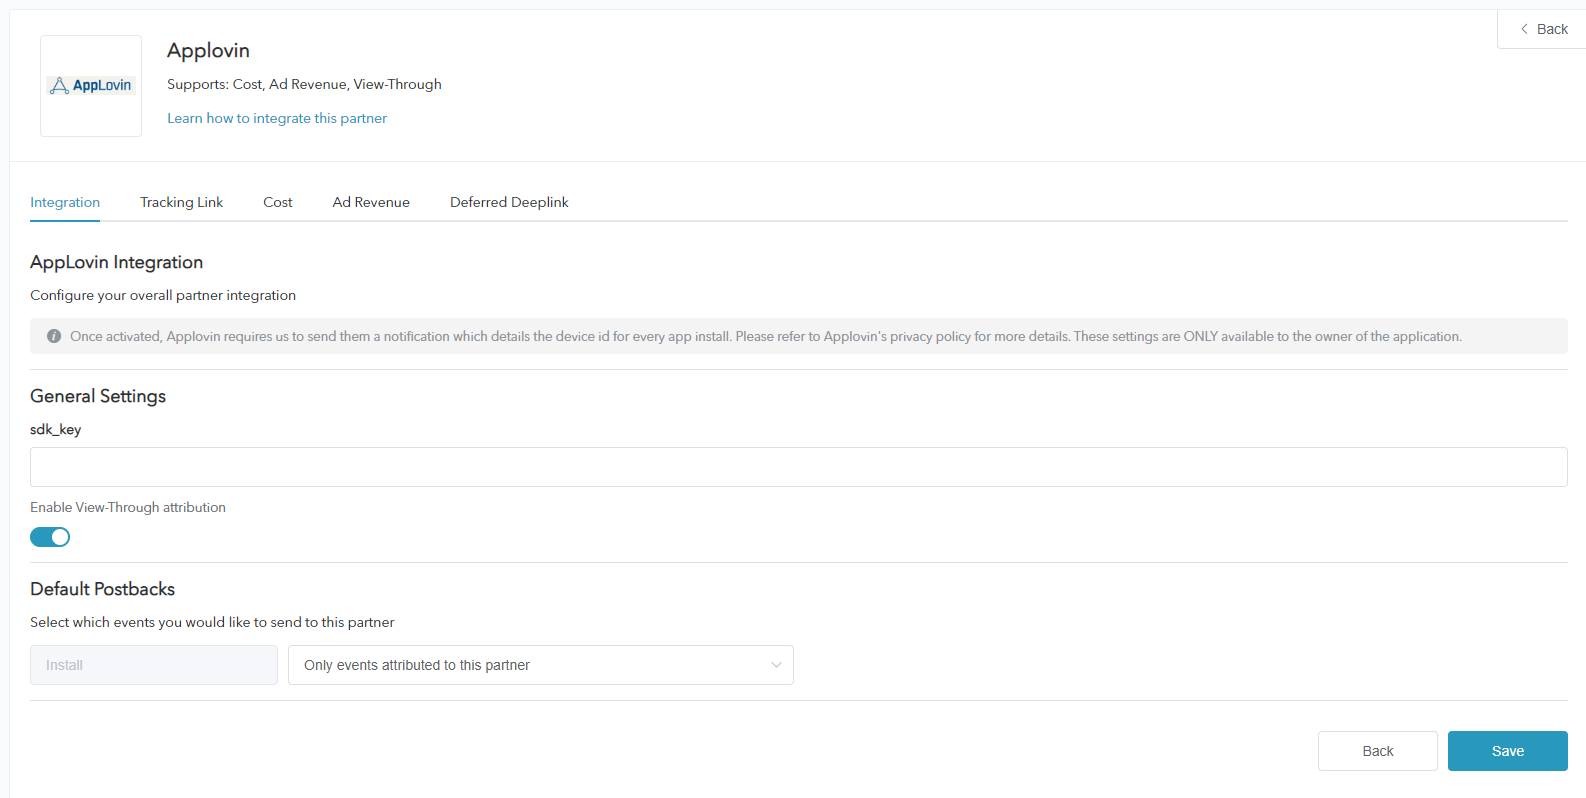 Back
AppLovin
Applovin
Supports: Cost, Ad Revenue, View-Through
Learn how to integrate this partner
Integration
Tracking Link
Cost
Ad Revenue
Deferred Deeplink
AppLovin Integration
Configure your overall partner integration
Once activated, Applovin requires us to send them a notification which details the device id for every app install. Please refer to Applovin's privacy policy for more details. These settings are ONLY available to the owner of the application.
General Settings
sdk_key
Enable View-Through attribution
Default Postbacks
Select which events you would like to send to this partner
Install
Only events attributed to this partner
Back
Save